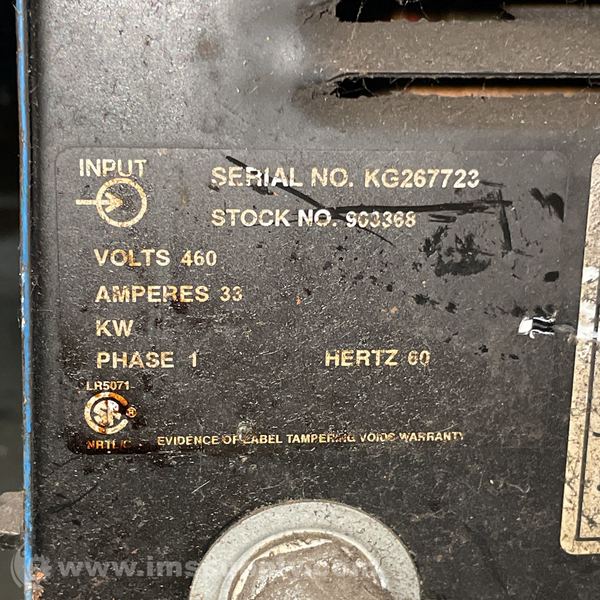 INPUT
SERIAL NO. KG267723
STOCK NO. 903368
VOLTS 460
AMPERES 33
KW
PHASE 1 HERTZ 60
LR5071
NRTL/C
EVIDENCE OF LABEL TAMPERING VOIDS WARRANTY